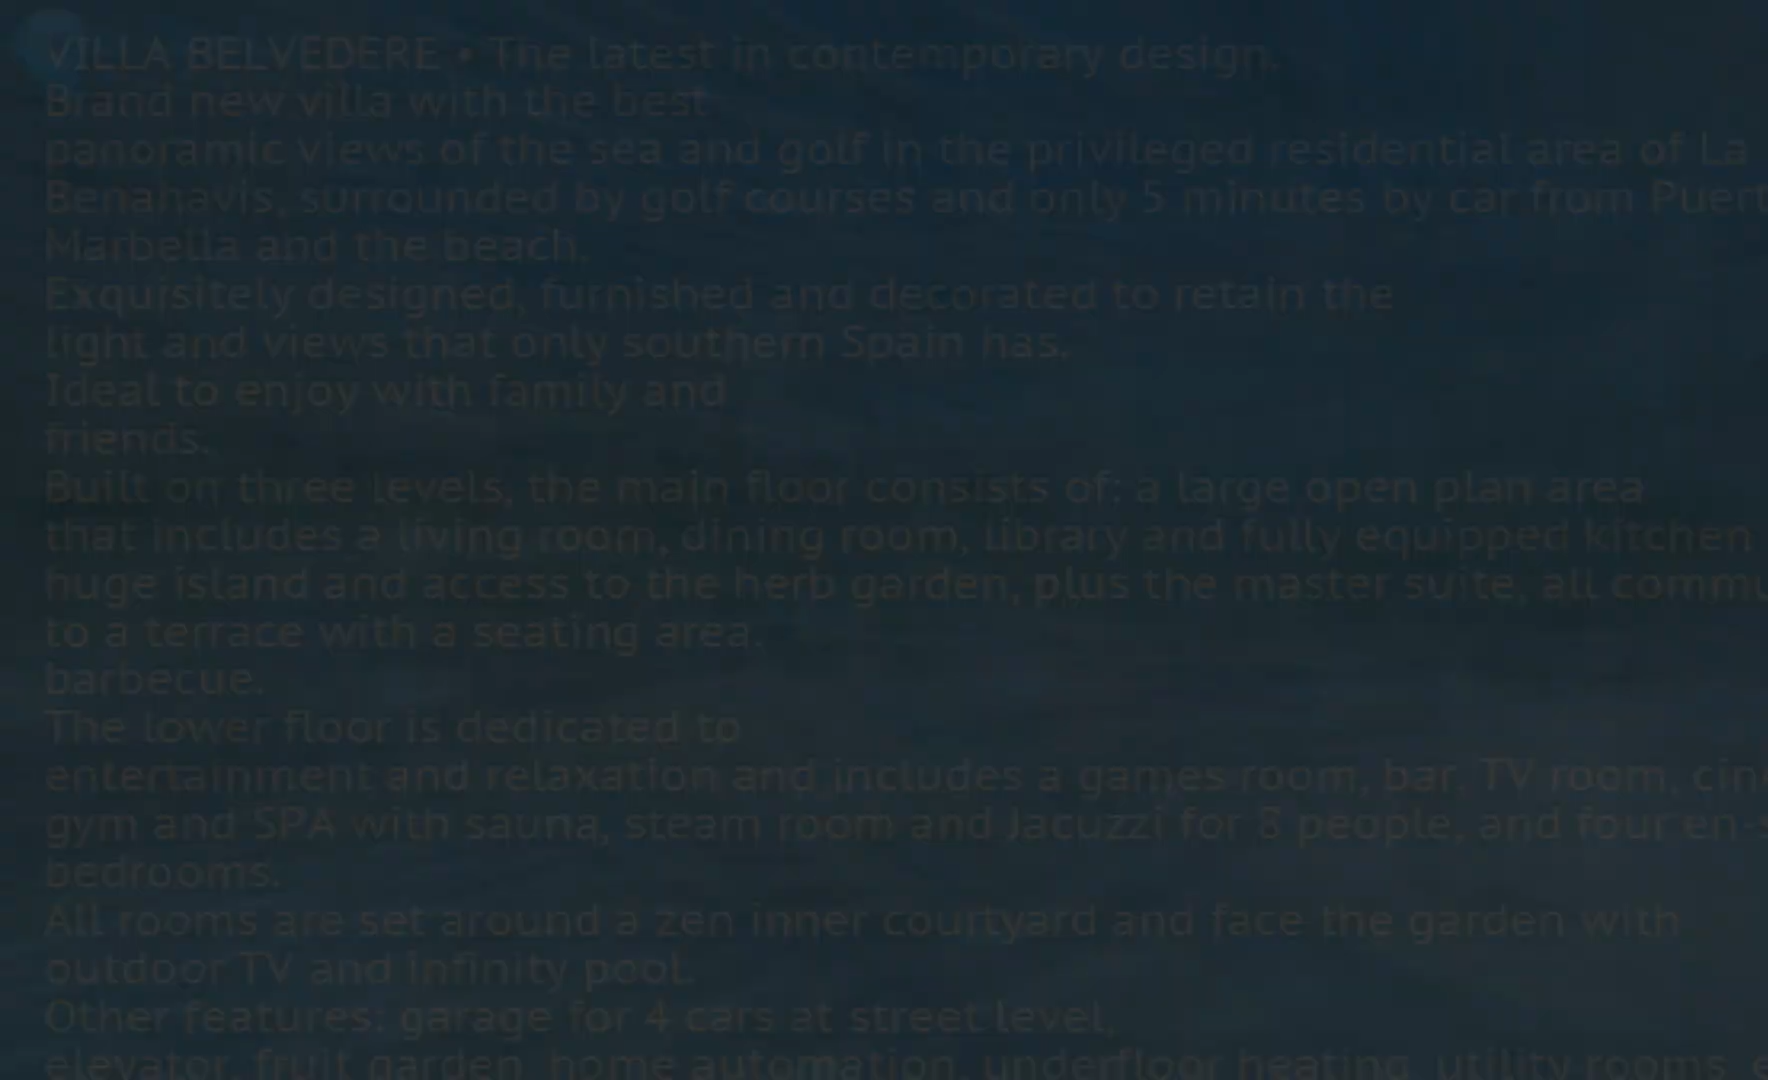 VILLA BELVEDERE • The latest in contemporary design.
Brand new villa with the best
panoramic views of the sea and golf in the privileged residential area of La
Benahavis, surrounded by golf courses and only 5 minutes by car from Puert
Marbella and the beach.
Exquisitely designed, furnished and decorated to retain the
light and views that only southern Spain has.
Ideal to enjoy with family and
friends.
Built on three levels, the main floor consists of: a large open plan area
that includes a living room, dining room, library and fully equipped kitchen
huge island and access to the herb garden, plus the master suite, all commu
to a terrace with a seating area.
barbecue.
The lower floor is dedicated to
entertainment and relaxation and includes a games room, bar, TV room, cin
gym and SPA with sauna, steam room and Jacuzzi for 8 people, and four en-s
bedrooms.
All rooms are set around a zen inner courtyard and face the garden with
outdoor TV and infinity pool.
Other features: garage for 4 cars at street level,
elevator, fruit garden, home automation, underfloor heating, utility rooms